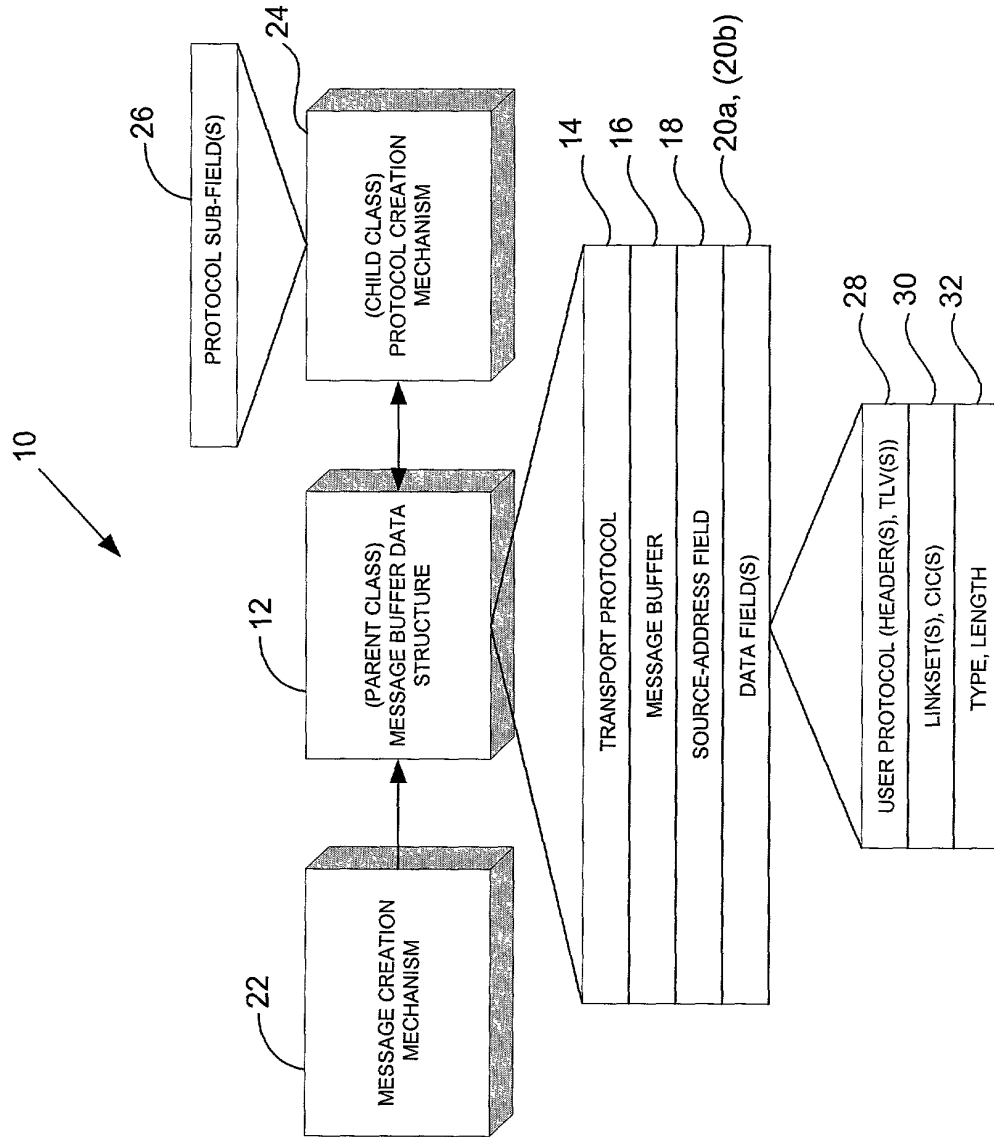 10
26
PROTOCOL SUB-FIELD(S)
24
(CHILD CLASS)
PROTOCOL CREATION
MECHANISM
12
(PARENT CLASS)
MESSAGE BUFFER DATA
STRUCTURE
22
MESSAGE CREATION
MECHANISM
TRANSPORT PROTOCOL
14
MESSAGE BUFFER
16
SOURCE-ADDRESS FIELD
18
DATA FIELD(S)
20a, (20b)
USER PROTOCOL (HEADER(S), TLV(S))
28
LINKSET(S), CIC(S)
30
TYPE, LENGTH
32